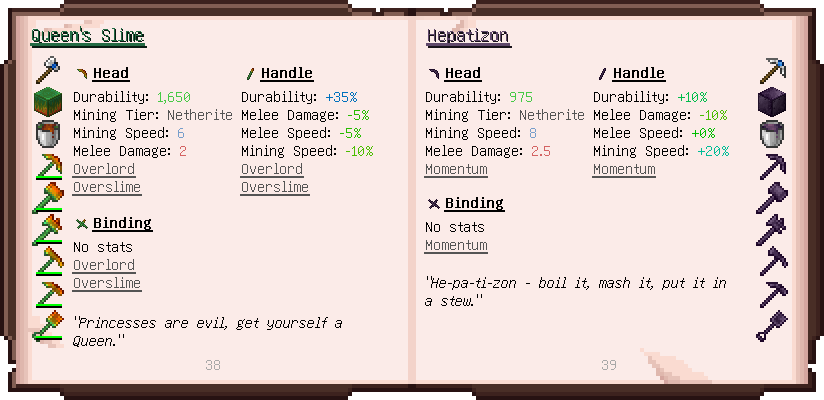 Queen's Slime
Head
Durability: 1,650
Mining Tier: Netherite
Mining Speed: 6
Melee Damage: 2
Overlord
Overslime
Handle
Durability: +35%
Melee Damage: -5%
Melee Speed: -5%
Mining Speed: -10%
Overlord
Overslime
Binding
No stats
Overlord
Overslime
"Princesses are evil, get yourself a
Queen."
38
Hepatizon
Head
Durability: 975
Mining Tier: Netherite
Mining Speed: 8
Melee Damage: 2.5
Momentum
Handle
Durability: +10%
Melee Damage: -10%
Melee Speed: +0%
Mining Speed: +20%
Momentum
Binding
No stats
Momentum
"He-pa-ti-zon - boil it, mash it, put it in
a stew."
39